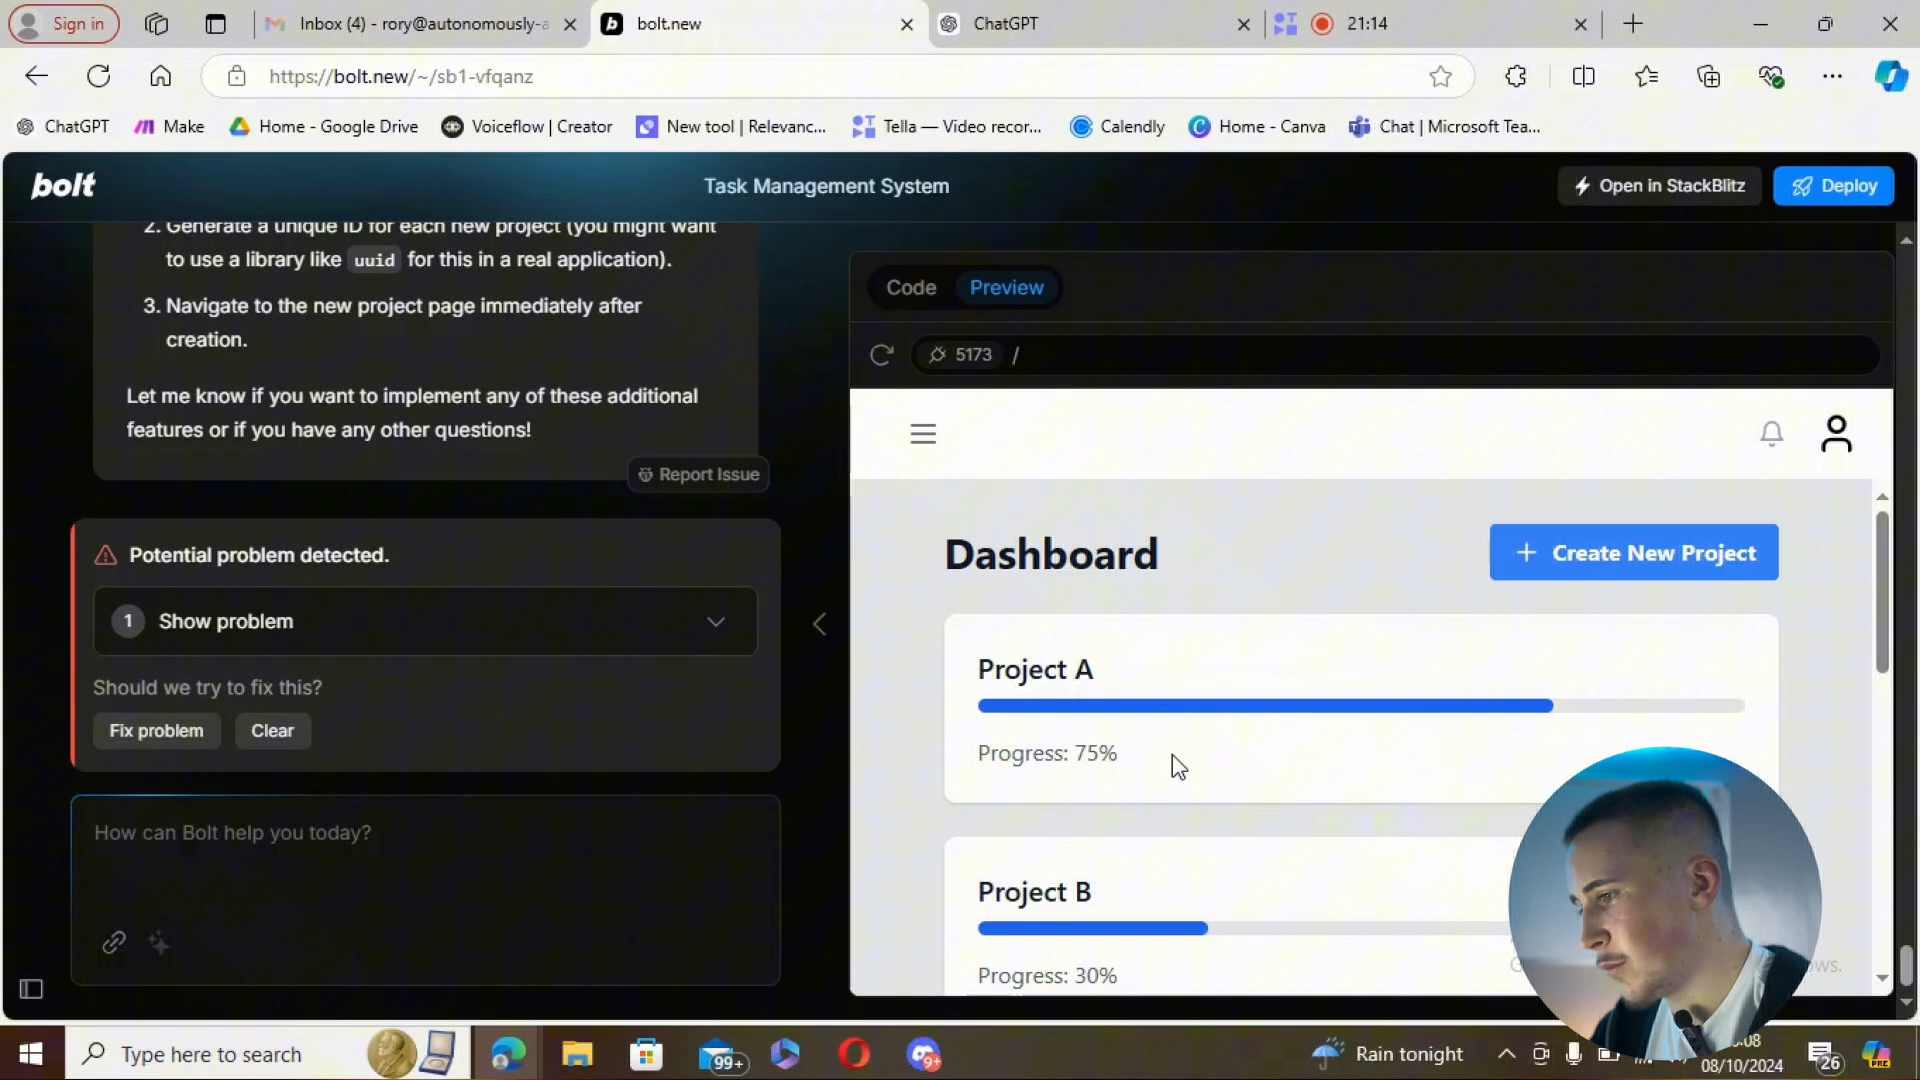 Sign in
Inbox (4) - rory@autonomously-a
bolt.new
ChatGPT
21:14
https://bolt.new/~/sb1-vfqanz
ChatGPT
Make
Home - Google Drive
Voiceflow | Creator
New tool | Relevanc...
Tella — Video recor...
Calendly
Home - Canva
Chat | Microsoft Tea...
bolt
Task Management System
Open in StackBlitz
Deploy
2. Generate a unique ID for each new project (you might want
to use a library like uuid for this in a real application).
3. Navigate to the new project page immediately after
creation.
Let me know if you want to implement any of these additional
features or if you have any other questions!
Report Issue
Potential problem detected.
1 Show problem
Should we try to fix this?
Fix problem
Clear
How can Bolt help you today?
Code
Preview
5173 /
Dashboard
Create New Project
Project A
Progress: 75%
Project B
Progress: 30%
Type here to search
99+
9+
Rain tonight
08/10/2024
26
PRE